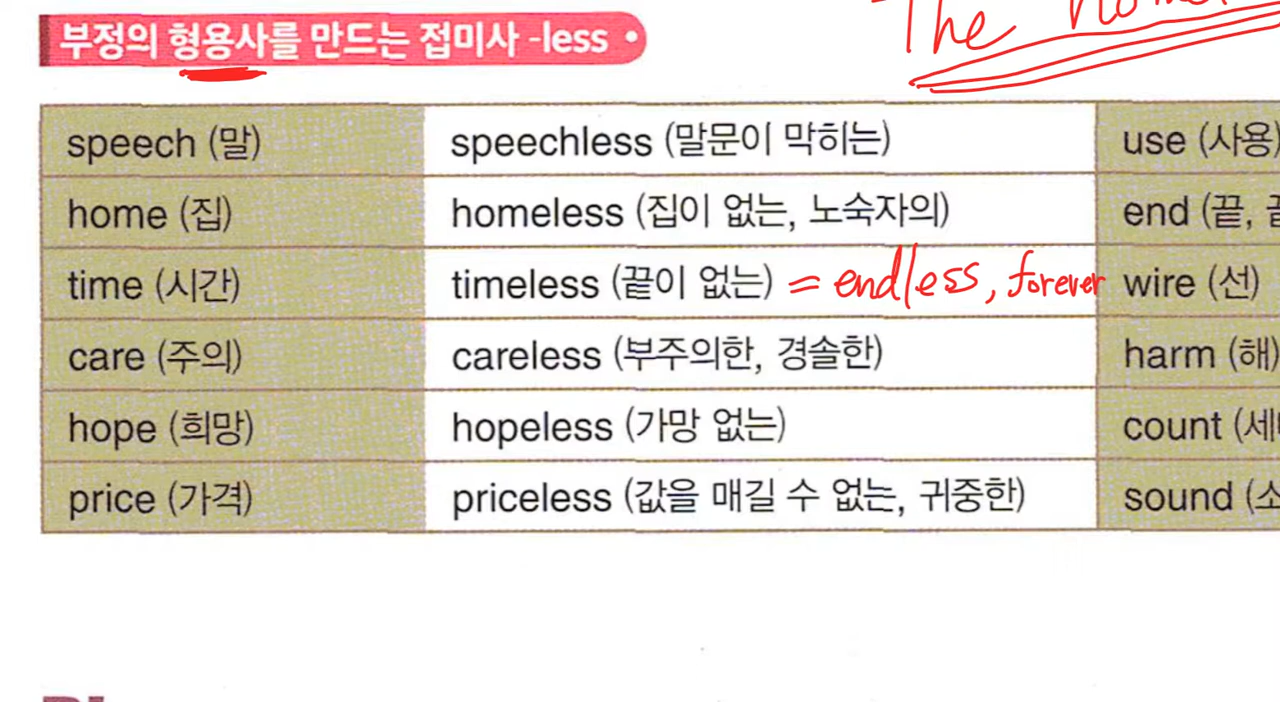 부정의 형용사를 만드는 접미사 -less
The
speech (말) speechless (말문이 막히는) use (사용)
home (집) homeless (집이 없는, 노숙자의) end (끝,
time (시간) timeless (끝이 없는) = endless, forever wire (선)
care (주의) careless (부주의한, 경솔한) harm (해)
hope (희망) hopeless (가망 없는) count (세
price (가격) priceless (값을 매길 수 없는, 귀중한) sound (소